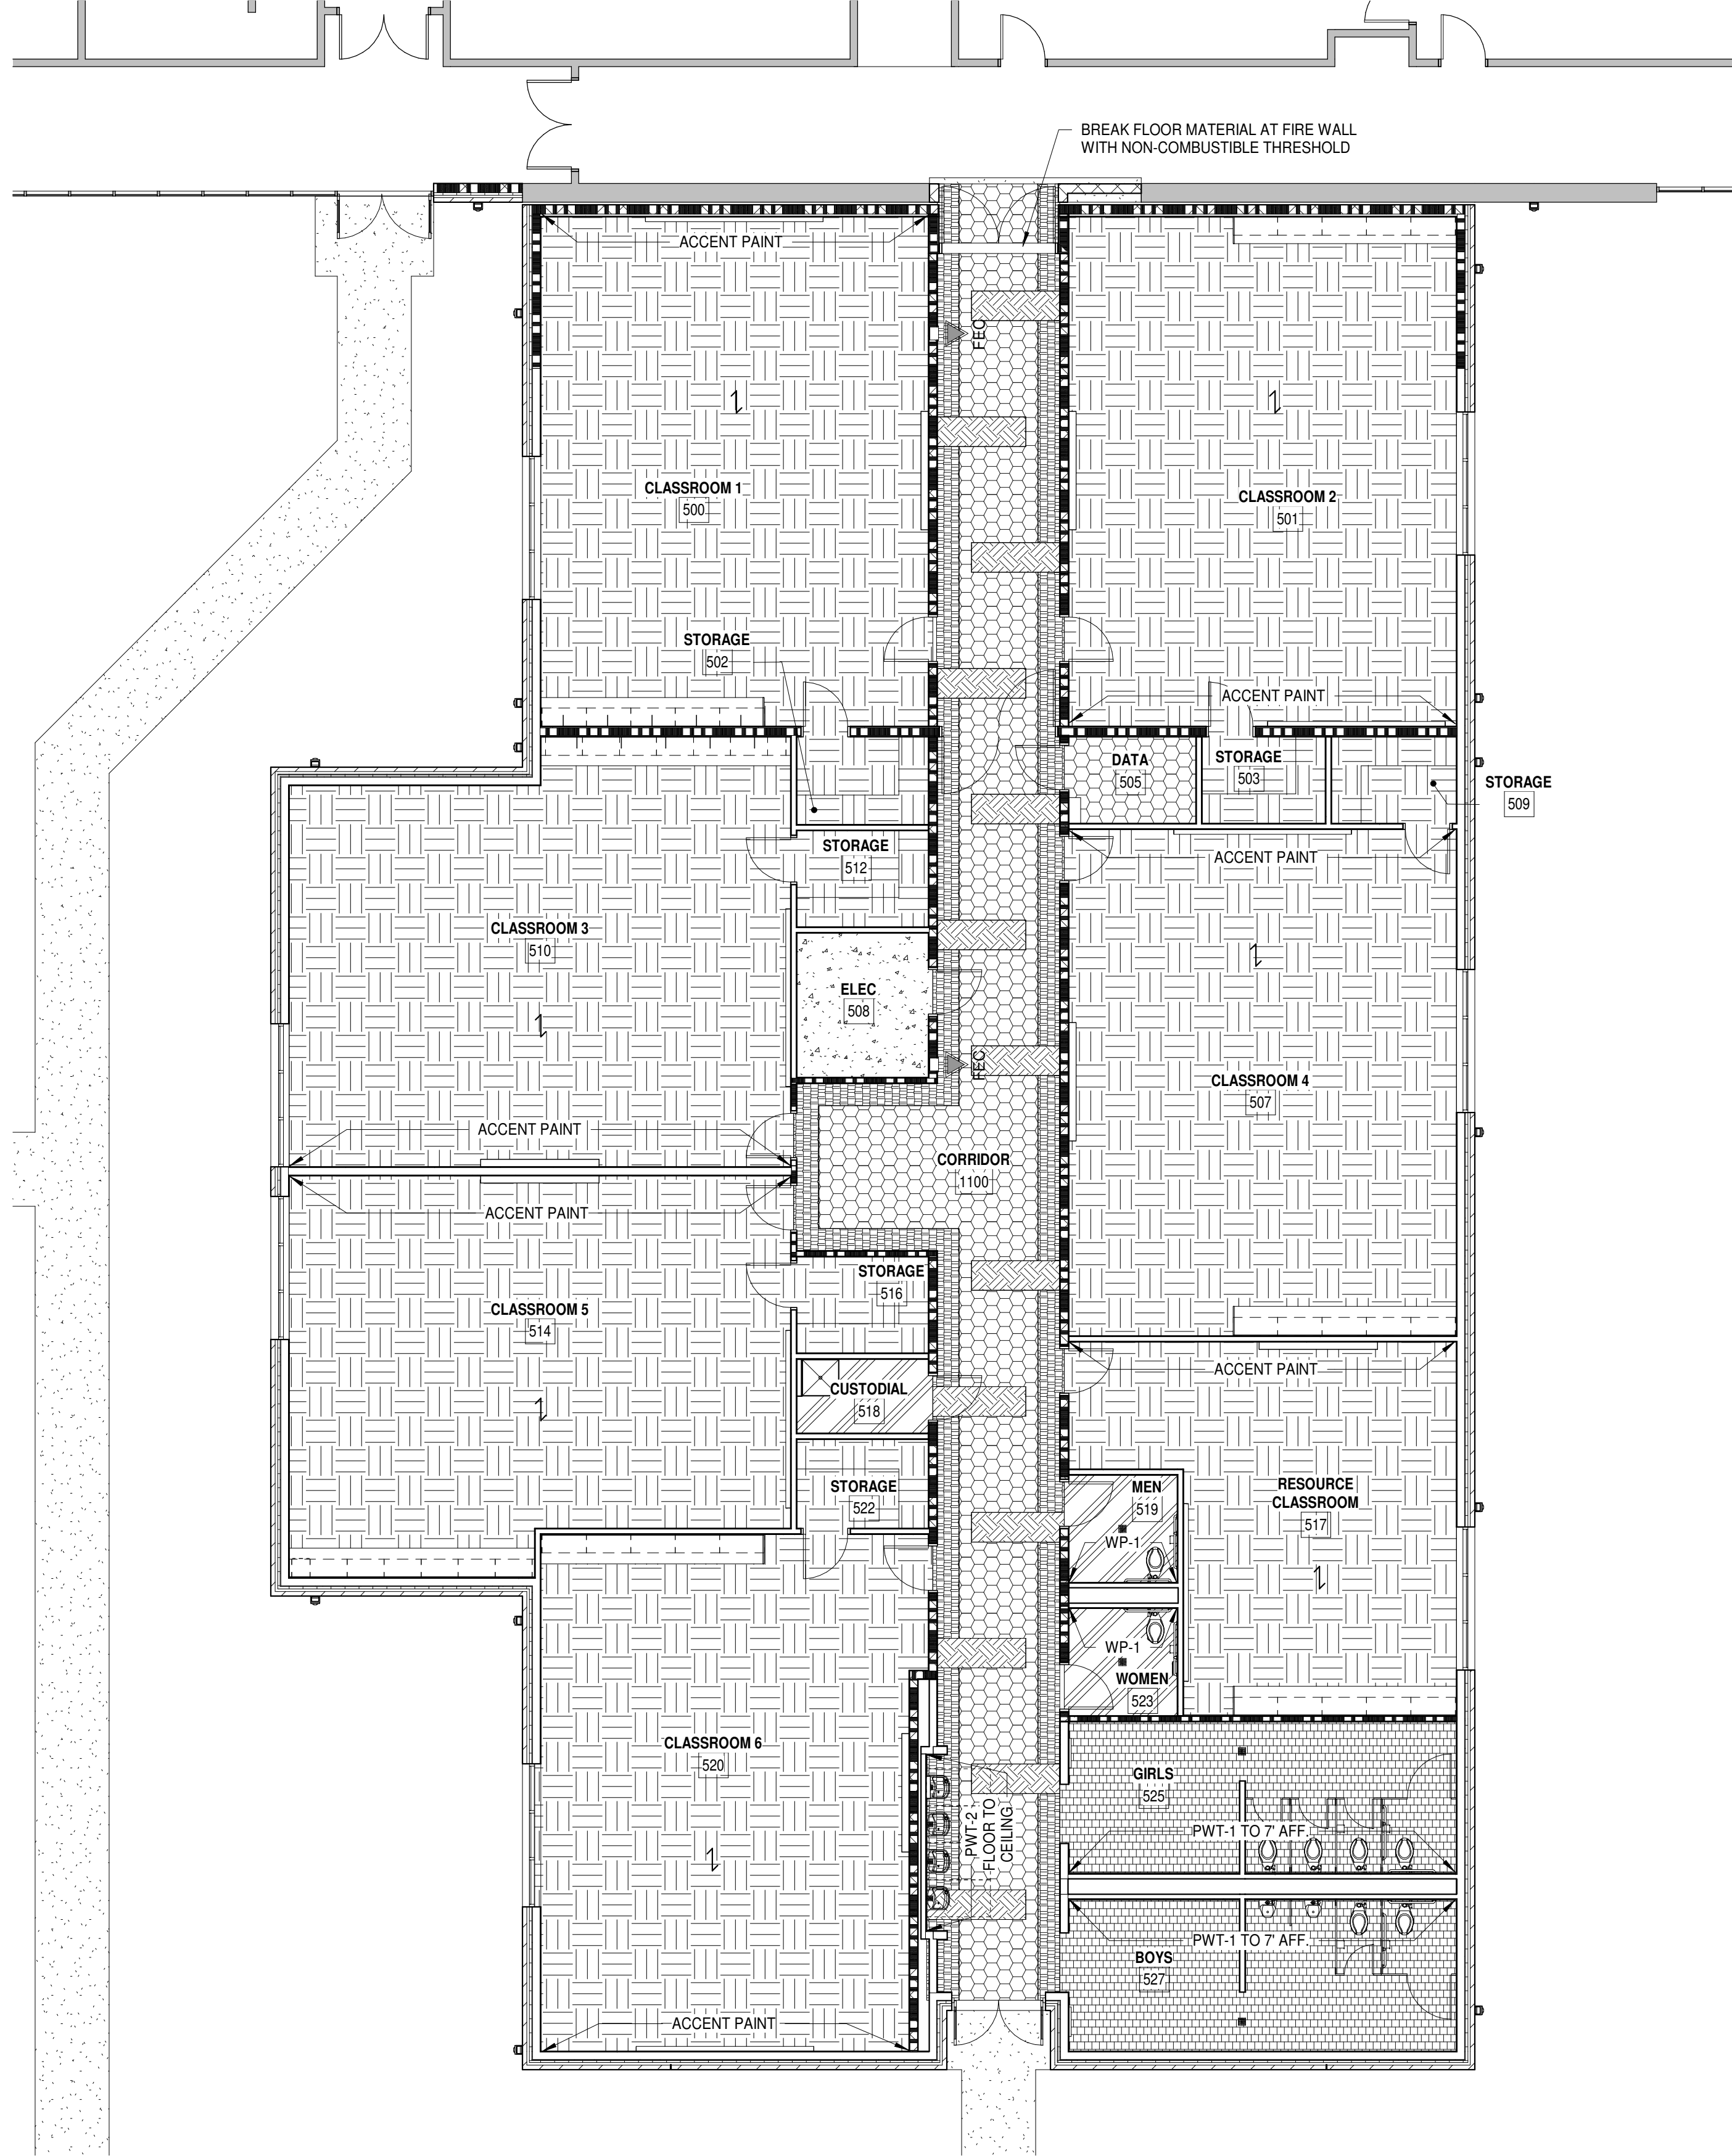 BREAK FLOOR MATERIAL AT FIRE WALL
WITH NON-COMBUSTIBLE THRESHOLD
ACCENT PAINT
FEC
CLASSROOM 1
500
CLASSROOM 2
501
STORAGE
502
ACCENT PAINT
DATA
505
STORAGE
503
STORAGE
509
STORAGE
512
ACCENT PAINT
CLASSROOM 3
510
ELEC
508
FEC
CLASSROOM 4
507
ACCENT PAINT
CORRIDOR
1100
ACCENT PAINT
STORAGE
516
CLASSROOM 5
514
CUSTODIAL
518
ACCENT PAINT
STORAGE
522
MEN
519
WP-1
RESOURCE
CLASSROOM
517
WP-1
WOMEN
523
CLASSROOM 6
520
GIRLS
525
PWT-2
FLOOR TO
CEILING
PWT-1 TO 7' AFF.
PWT-1 TO 7' AFF.
BOYS
527
ACCENT PAINT